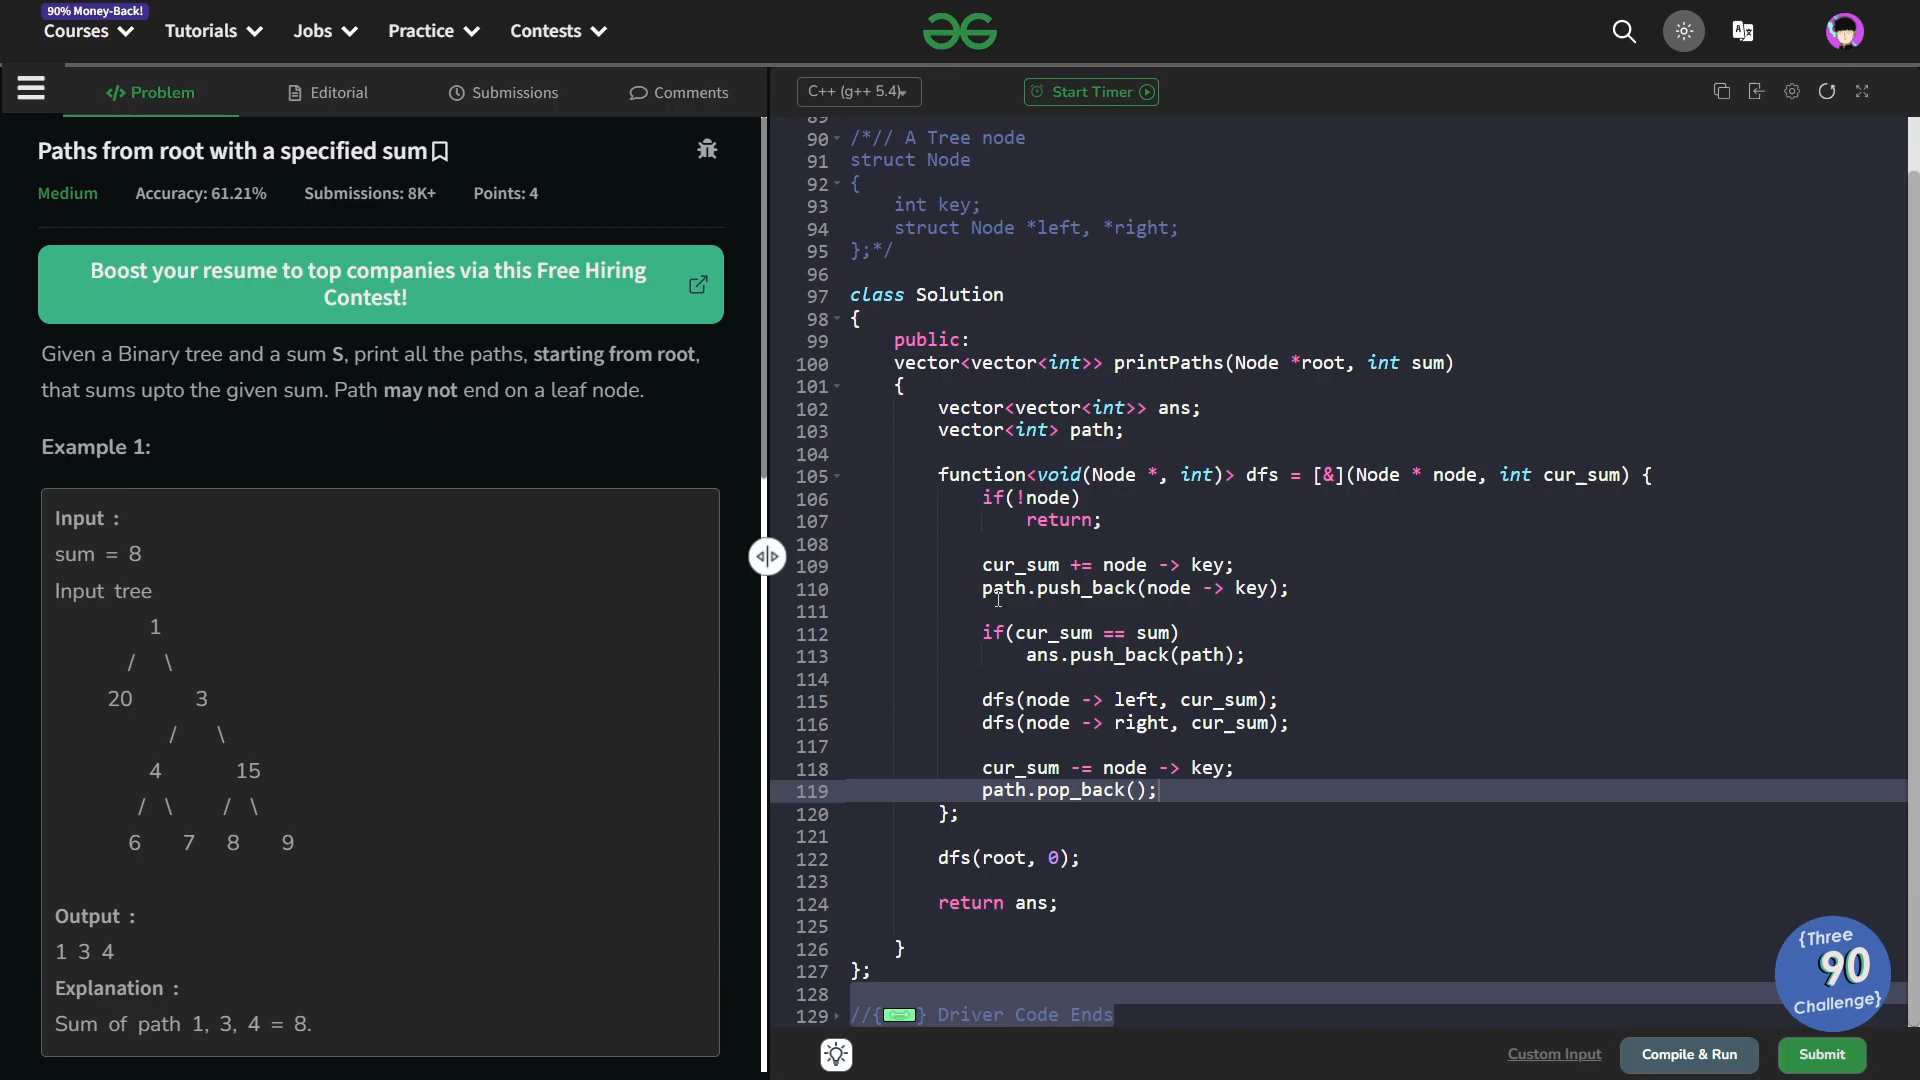 90% Money-Back!
Courses Tutorials Jobs Practice Contests
</> Problem Editorial Submissions Comments
C++ (g++ 5.4) Start Timer
Paths from root with a specified sum
Medium Accuracy: 61.21% Submissions: 8K+ Points: 4
Boost your resume to top companies via this Free Hiring
Contest!
Given a Binary tree and a sum S, print all the paths, starting from root,
that sums upto the given sum. Path may not end on a leaf node.
Example 1:
Input :
sum = 8
Input tree
1
/ \
20 3
/ \
4 15
/ \ / \
6 7 8 9
Output :
1 3 4
Explanation :
Sum of path 1, 3, 4 = 8.
89
90 /*// A Tree node
91 struct Node
92 {
93 int key;
94 struct Node *left, *right;
95 };*/
96
97 class Solution
98 {
99 public:
100 vector<vector<int>> printPaths(Node *root, int sum)
101 {
102 vector<vector<int>> ans;
103 vector<int> path;
104
105 function<void(Node *, int)> dfs = [&](Node * node, int cur_sum) {
106 if(!node)
107 return;
108
109 cur_sum += node -> key;
110 path.push_back(node -> key);
111
112 if(cur_sum == sum)
113 ans.push_back(path);
114
115 dfs(node -> left, cur_sum);
116 dfs(node -> right, cur_sum);
117
118 cur_sum -= node -> key;
119 path.pop_back();
120 };
121
122 dfs(root, 0);
123
124 return ans;
125
126 }
127 };
128
129 //{ } Driver Code Ends
{Three
90
Challenge}
Custom Input Compile & Run Submit